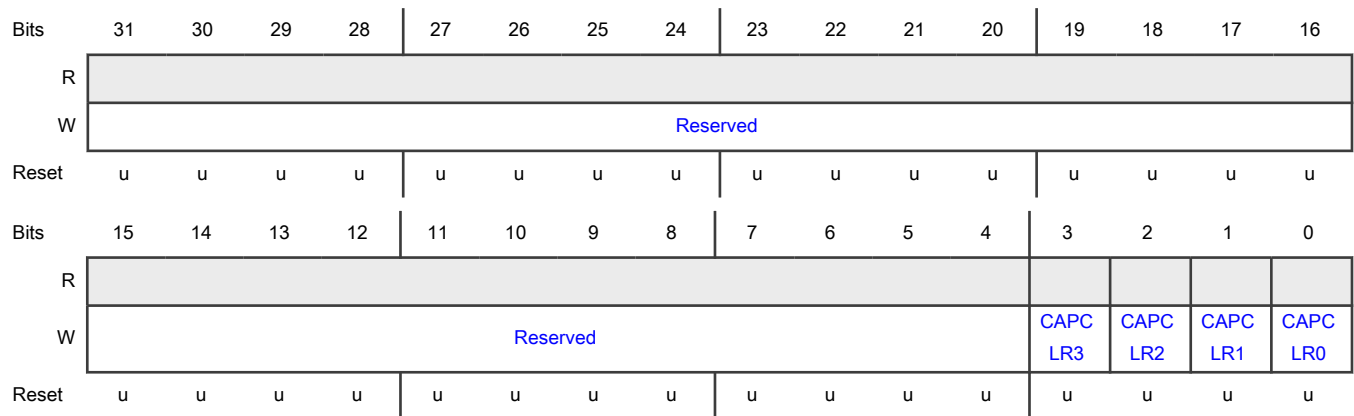 Bits 31 30 29 28 27 26 25 24 23 22 21 20 19 18 17 16
R
W Reserved
Reset u u u u u u u u u u u u u u u u
Bits 15 14 13 12 11 10 9 8 7 6 5 4 3 2 1 0
R
W Reserved CAPC LR3 CAPC LR2 CAPC LR1 CAPC LR0
Reset u u u u u u u u u u u u u u u u